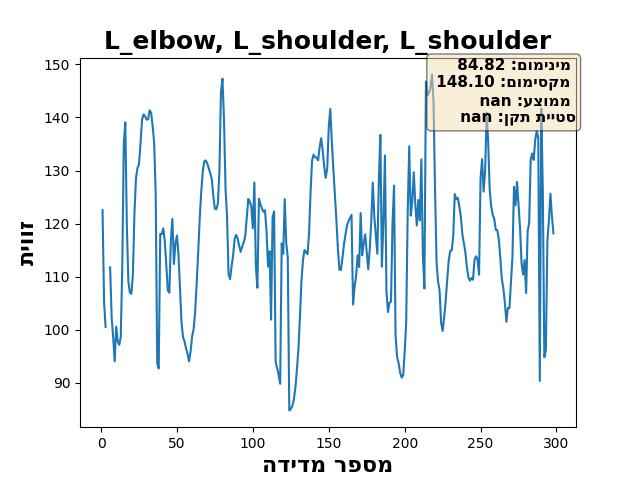 L_elbow, L_shoulder, L_shoulder
מינימום: 84.82
מקסימום: 148.10
ממוצע: nan
סטיית תקן: nan
זווית
150
140
130
120
110
100
90
0 50 100 150 200 250 300
מספר מדידה